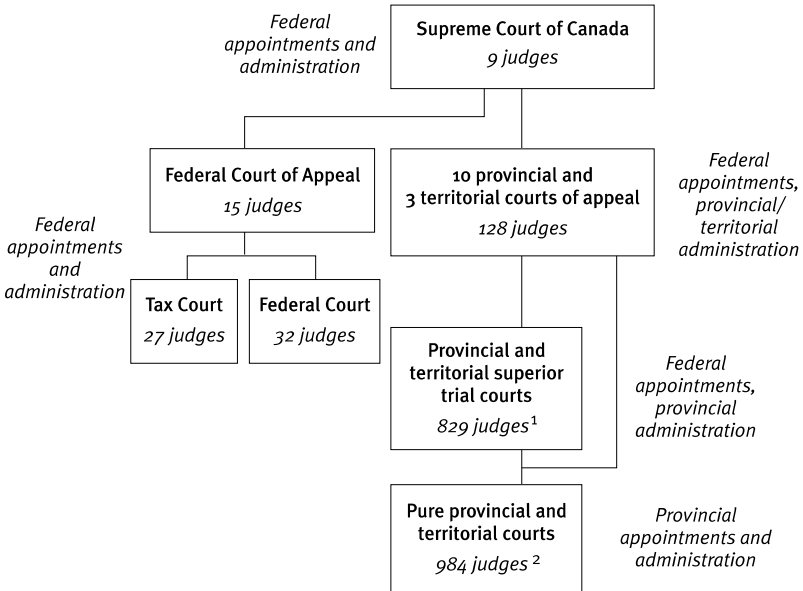 Federal
appointments and
administration
Supreme Court of Canada
9 judges
Federal Court of Appeal
15 judges
10 provincial and
3 territorial courts of appeal
128 judges
Federal
appointments,
provincial/
territorial
administration
Federal
appointments
and
administration
Tax Court
27 judges
Federal Court
32 judges
Provincial and
territorial superior
trial courts
829 judges¹
Federal
appointments,
provincial
administration
Pure provincial and
territorial courts
984 judges ²
Provincial
appointments and
administration